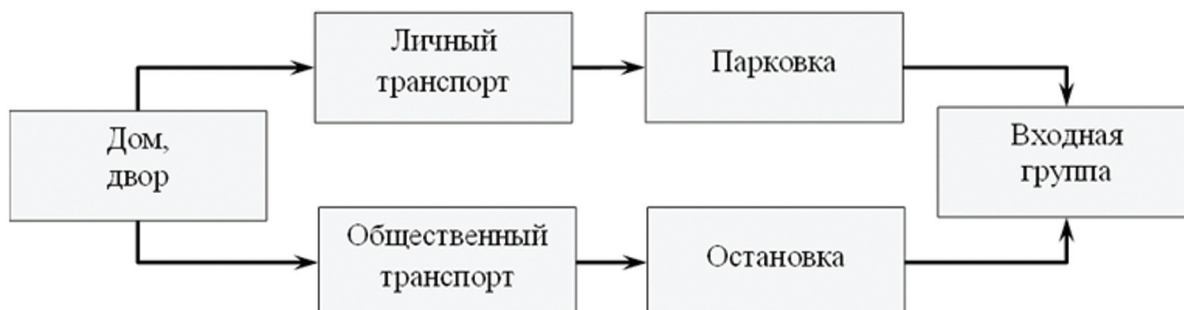 Личный
транспорт
Парковка
Дом,
двор
Входная
группа
Общественный
транспорт
Остановка